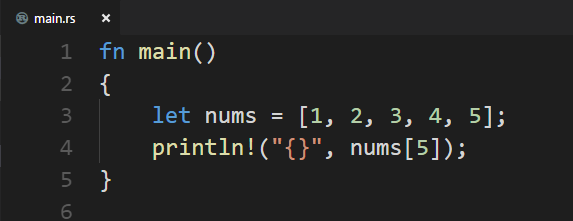 main.rs ×
1 fn main()
2 {
3     let nums = [1, 2, 3, 4, 5];
4     println!("{}", nums[5]);
5 }
6